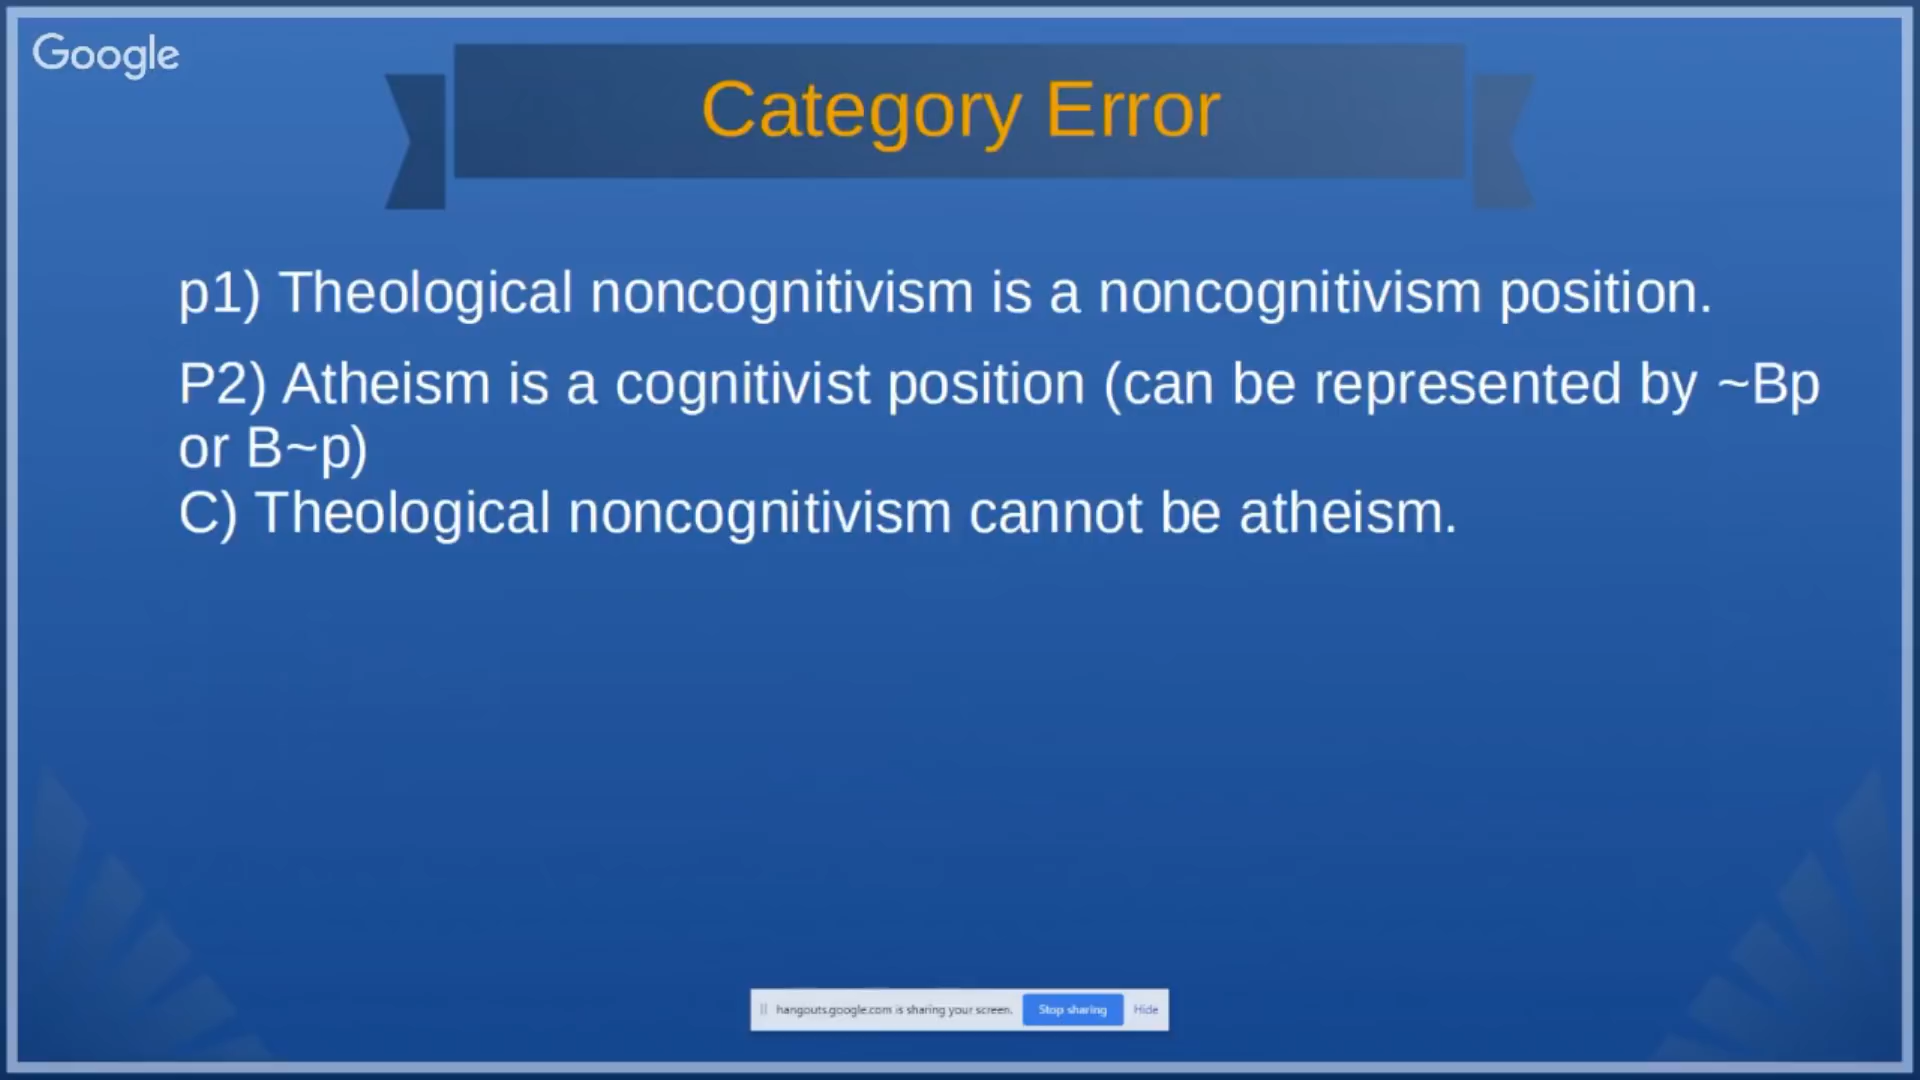 Google
Category Error
p1) Theological noncognitivism is a noncognitivism position.
P2) Atheism is a cognitivist position (can be represented by ~Bp
or B~p)
C) Theological noncognitivism cannot be atheism.
hangouts.google.com is sharing your screen. Stop sharing Hide